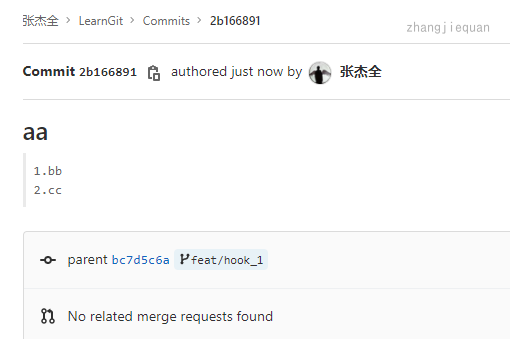 张杰全 > LearnGit > Commits > 2b166891
zhangjiequan
Commit 2b166891 authored just now by 张杰全
aa
1.bb
2.cc
parent bc7d5c6a feat/hook_1
No related merge requests found